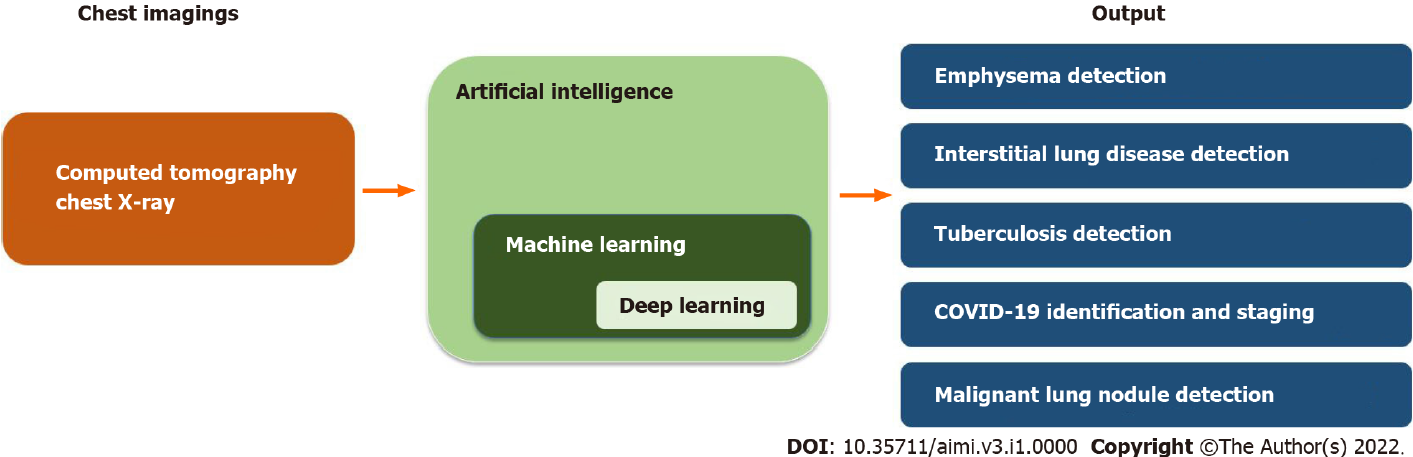 Chest imagings
Output
Computed tomography
chest X-ray
Artificial intelligence
Machine learning
Deep learning
Emphysema detection
Interstitial lung disease detection
Tuberculosis detection
COVID-19 identification and staging
Malignant lung nodule detection
DOI: 10.35711/aimi.v3.i1.0000 Copyright ©The Author(s) 2022.